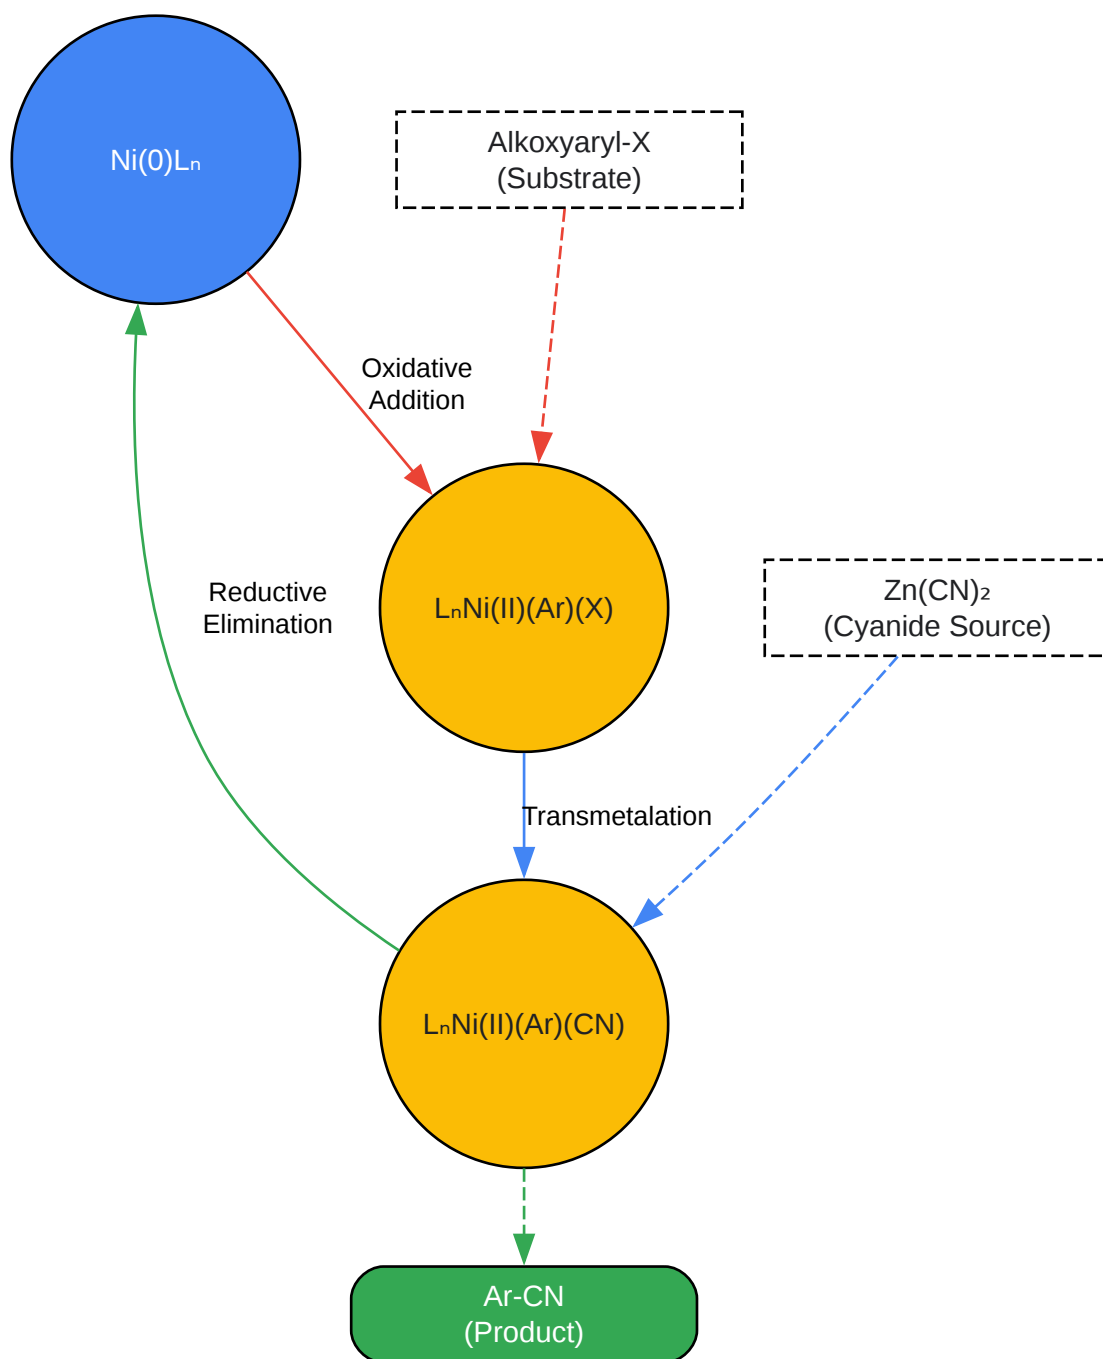 Ni(0)Lₙ
Alkoxyaryl-X
(Substrate)
Oxidative
Addition
Reductive
Elimination
LₙNi(II)(Ar)(X)
Zn(CN)₂
(Cyanide Source)
Transmetalation
LₙNi(II)(Ar)(CN)
Ar-CN
(Product)